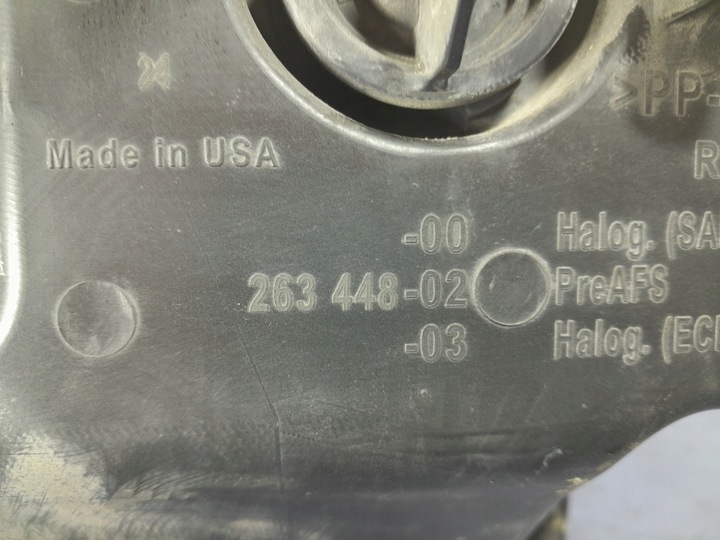 24
>PP-
Made in USA
R
-00 Halog. (SA
263 448-02 PreAFS
-03 Halog. (ECE